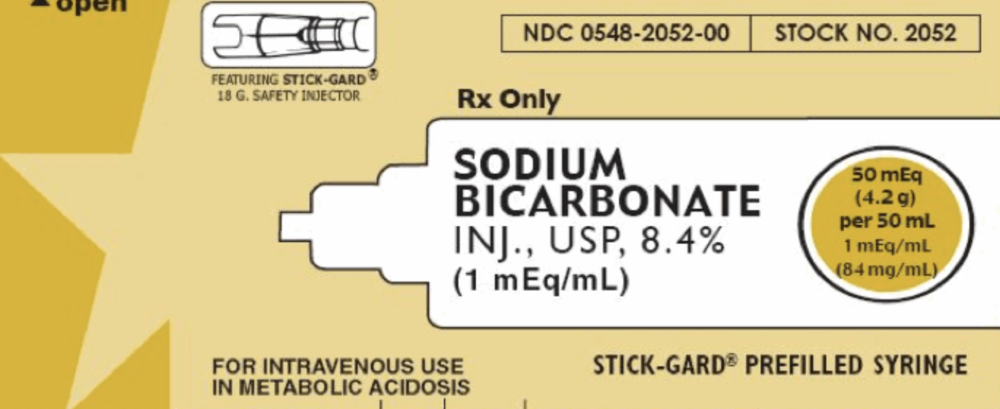 ▲ open
FEATURING STICK-GARD®
18 G. SAFETY INJECTOR
NDC 0548-2052-00 STOCK NO. 2052
Rx Only
SODIUM
BICARBONATE
INJ., USP, 8.4%
(1 mEq/mL)
50 mEq
(4.2 g)
per 50 mL
1 mEq/mL
(84 mg/mL)
FOR INTRAVENOUS USE
IN METABOLIC ACIDOSIS
STICK-GARD® PREFILLED SYRINGE